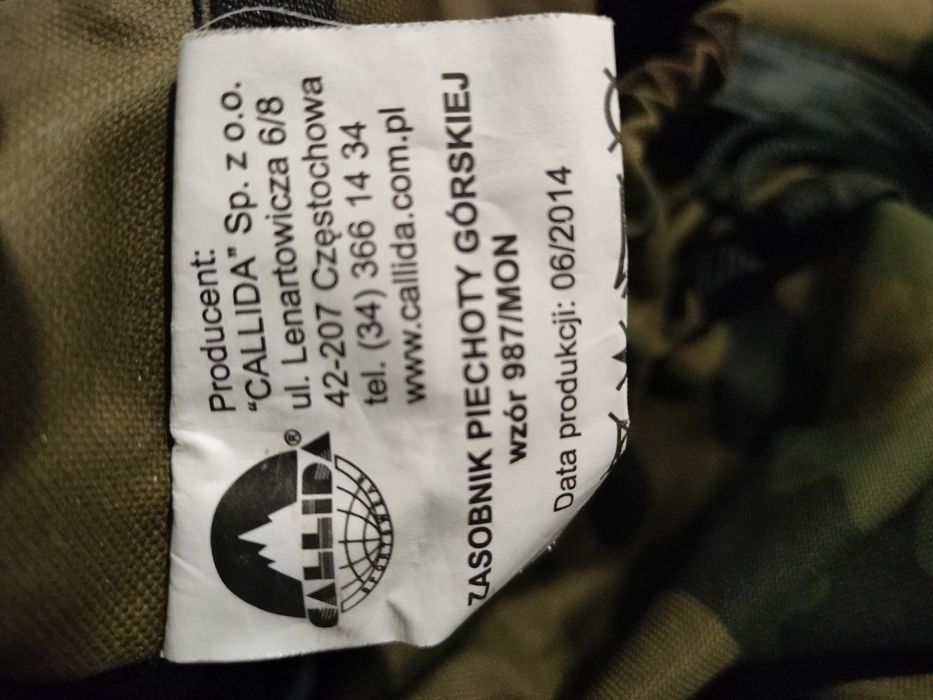 CALLIDA®
SPORTSWEAR
Producent:
“CALLIDA” Sp. z o.o.
ul. Lenartowicza 6/8
42-207 Częstochowa
tel. (34) 366 14 34
www.callida.com.pl
ZASOBNIK PIECHOTY GÓRSKIEJ
wzór 987/MON
Data produkcji: 06/2014